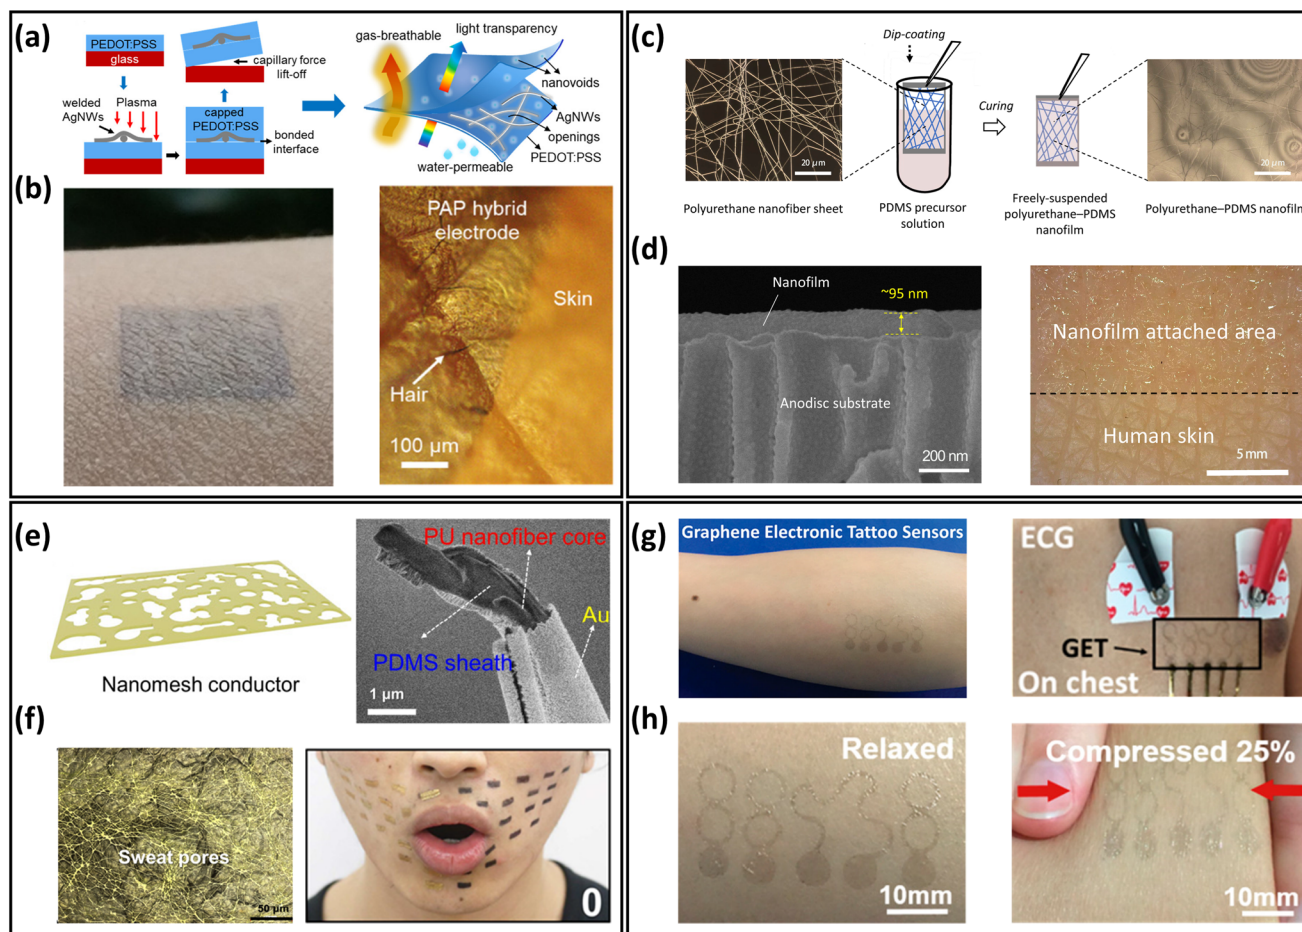 (a)
PEDOT:PSS
glass
capillary force
lift-off
welded
AgNWs
Plasma
capped
PEDOT:PSS
bonded
interface
gas-breathable
light transparency
nanovoids
AgNWs
openings
PEDOT:PSS
water-permeable
(b)
PAP hybrid
electrode
Skin
Hair
100 µm
(c)
Dip-coating
Curing
20 µm
20 µm
Polyurethane nanofiber sheet
PDMS precursor
solution
Freely-suspended
polyurethane–PDMS
nanofilm
Polyurethane–PDMS nanofilm
(d)
Nanofilm
~95 nm
Anodisc substrate
200 nm
Nanofilm attached area
Human skin
5 mm
(e)
Nanomesh conductor
PU nanofiber core
Au
PDMS sheath
1 µm
(f)
Sweat pores
50 µm
0
(g)
Graphene Electronic Tattoo Sensors
ECG
GET
On chest
(h)
Relaxed
10mm
Compressed 25%
10mm